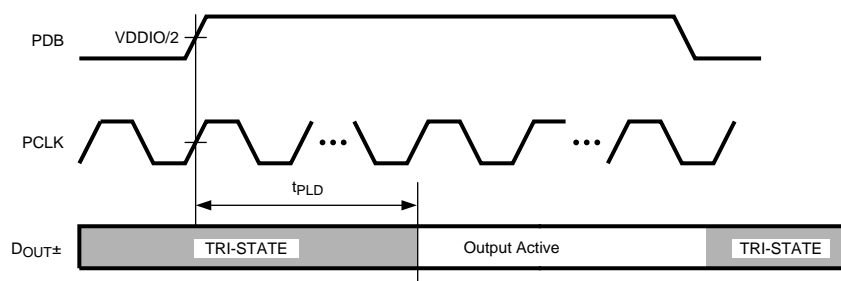 PDB
VDDIO/2
PCLK
tPLD
DOUT±
TRI-STATE
Output Active
TRI-STATE